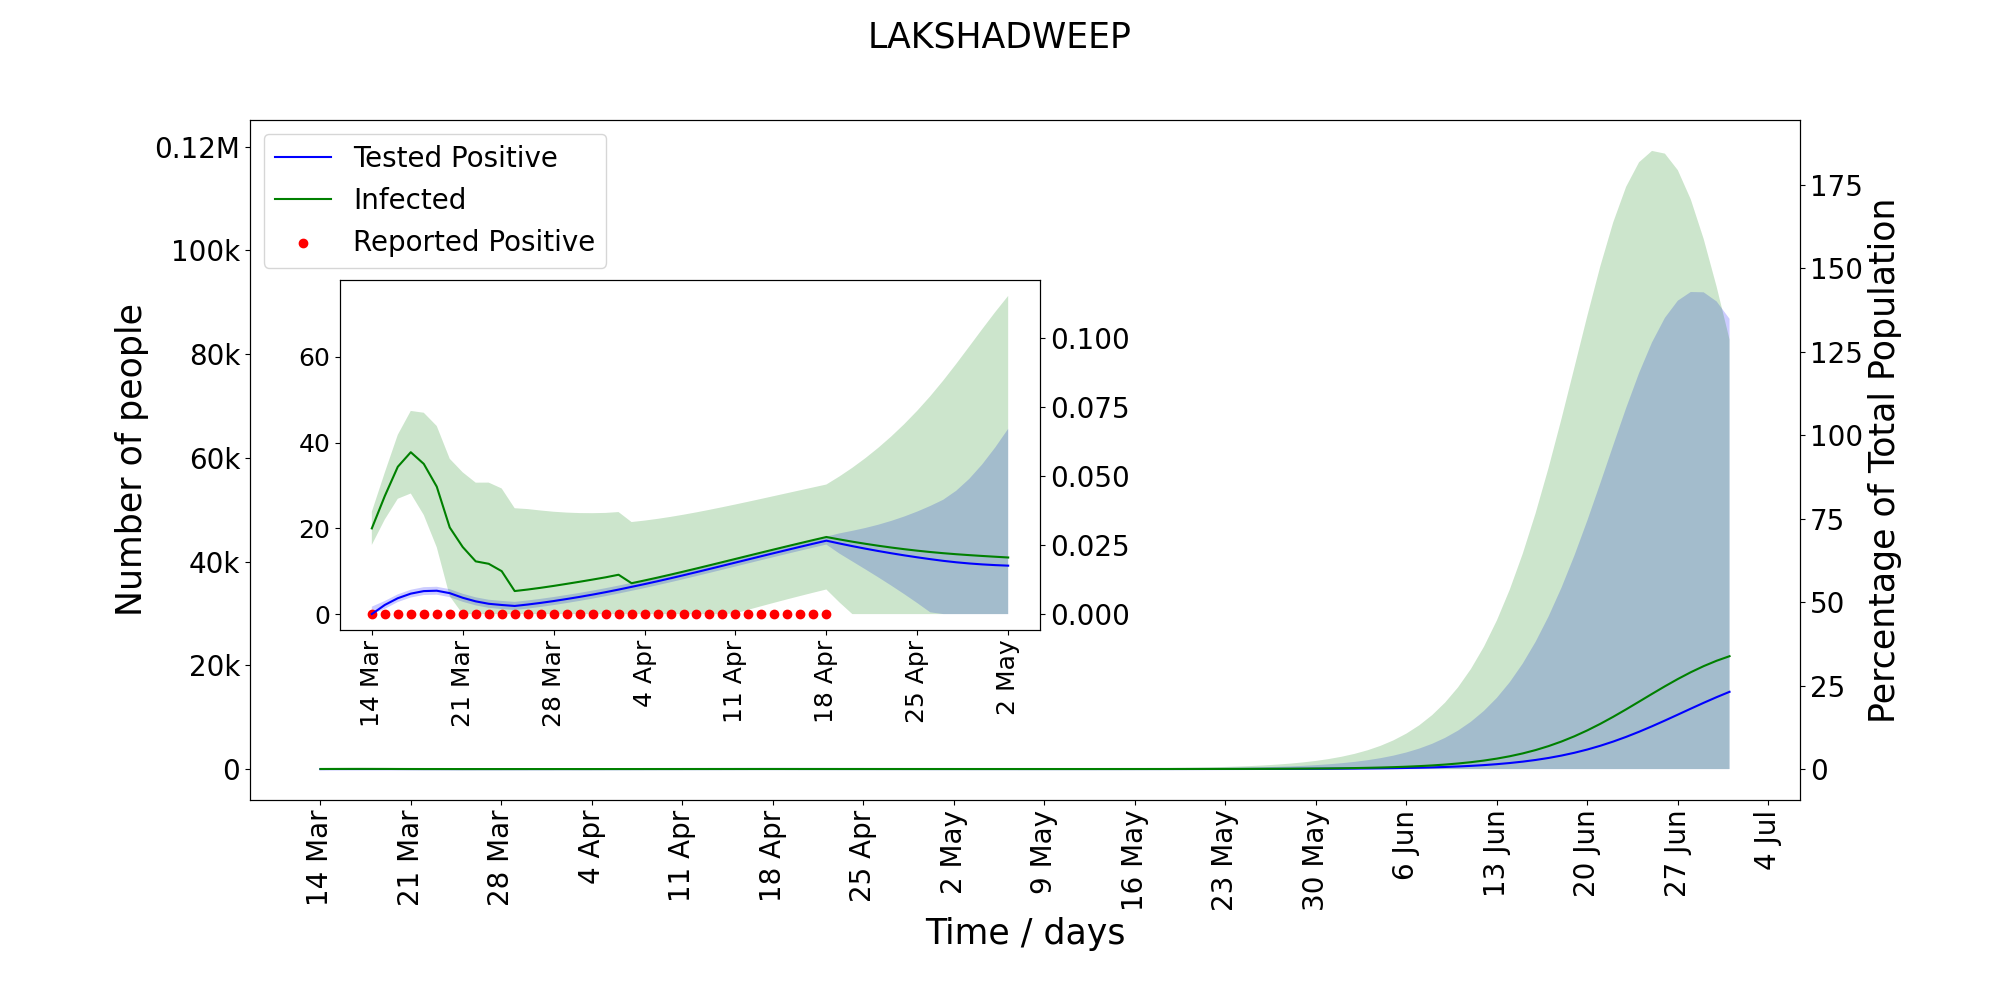 LAKSHADWEEP
Tested Positive
Infected
Reported Positive
Number of people
0.12M
100k
80k
60k
40k
20k
0
Percentage of Total Population
175
150
125
100
75
50
25
0
60
40
20
0
0.100
0.075
0.050
0.025
0.000
14 Mar
21 Mar
28 Mar
4 Apr
11 Apr
18 Apr
25 Apr
2 May
14 Mar
21 Mar
28 Mar
4 Apr
11 Apr
18 Apr
25 Apr
2 May
9 May
16 May
23 May
30 May
6 Jun
13 Jun
20 Jun
27 Jun
4 Jul
Time / days